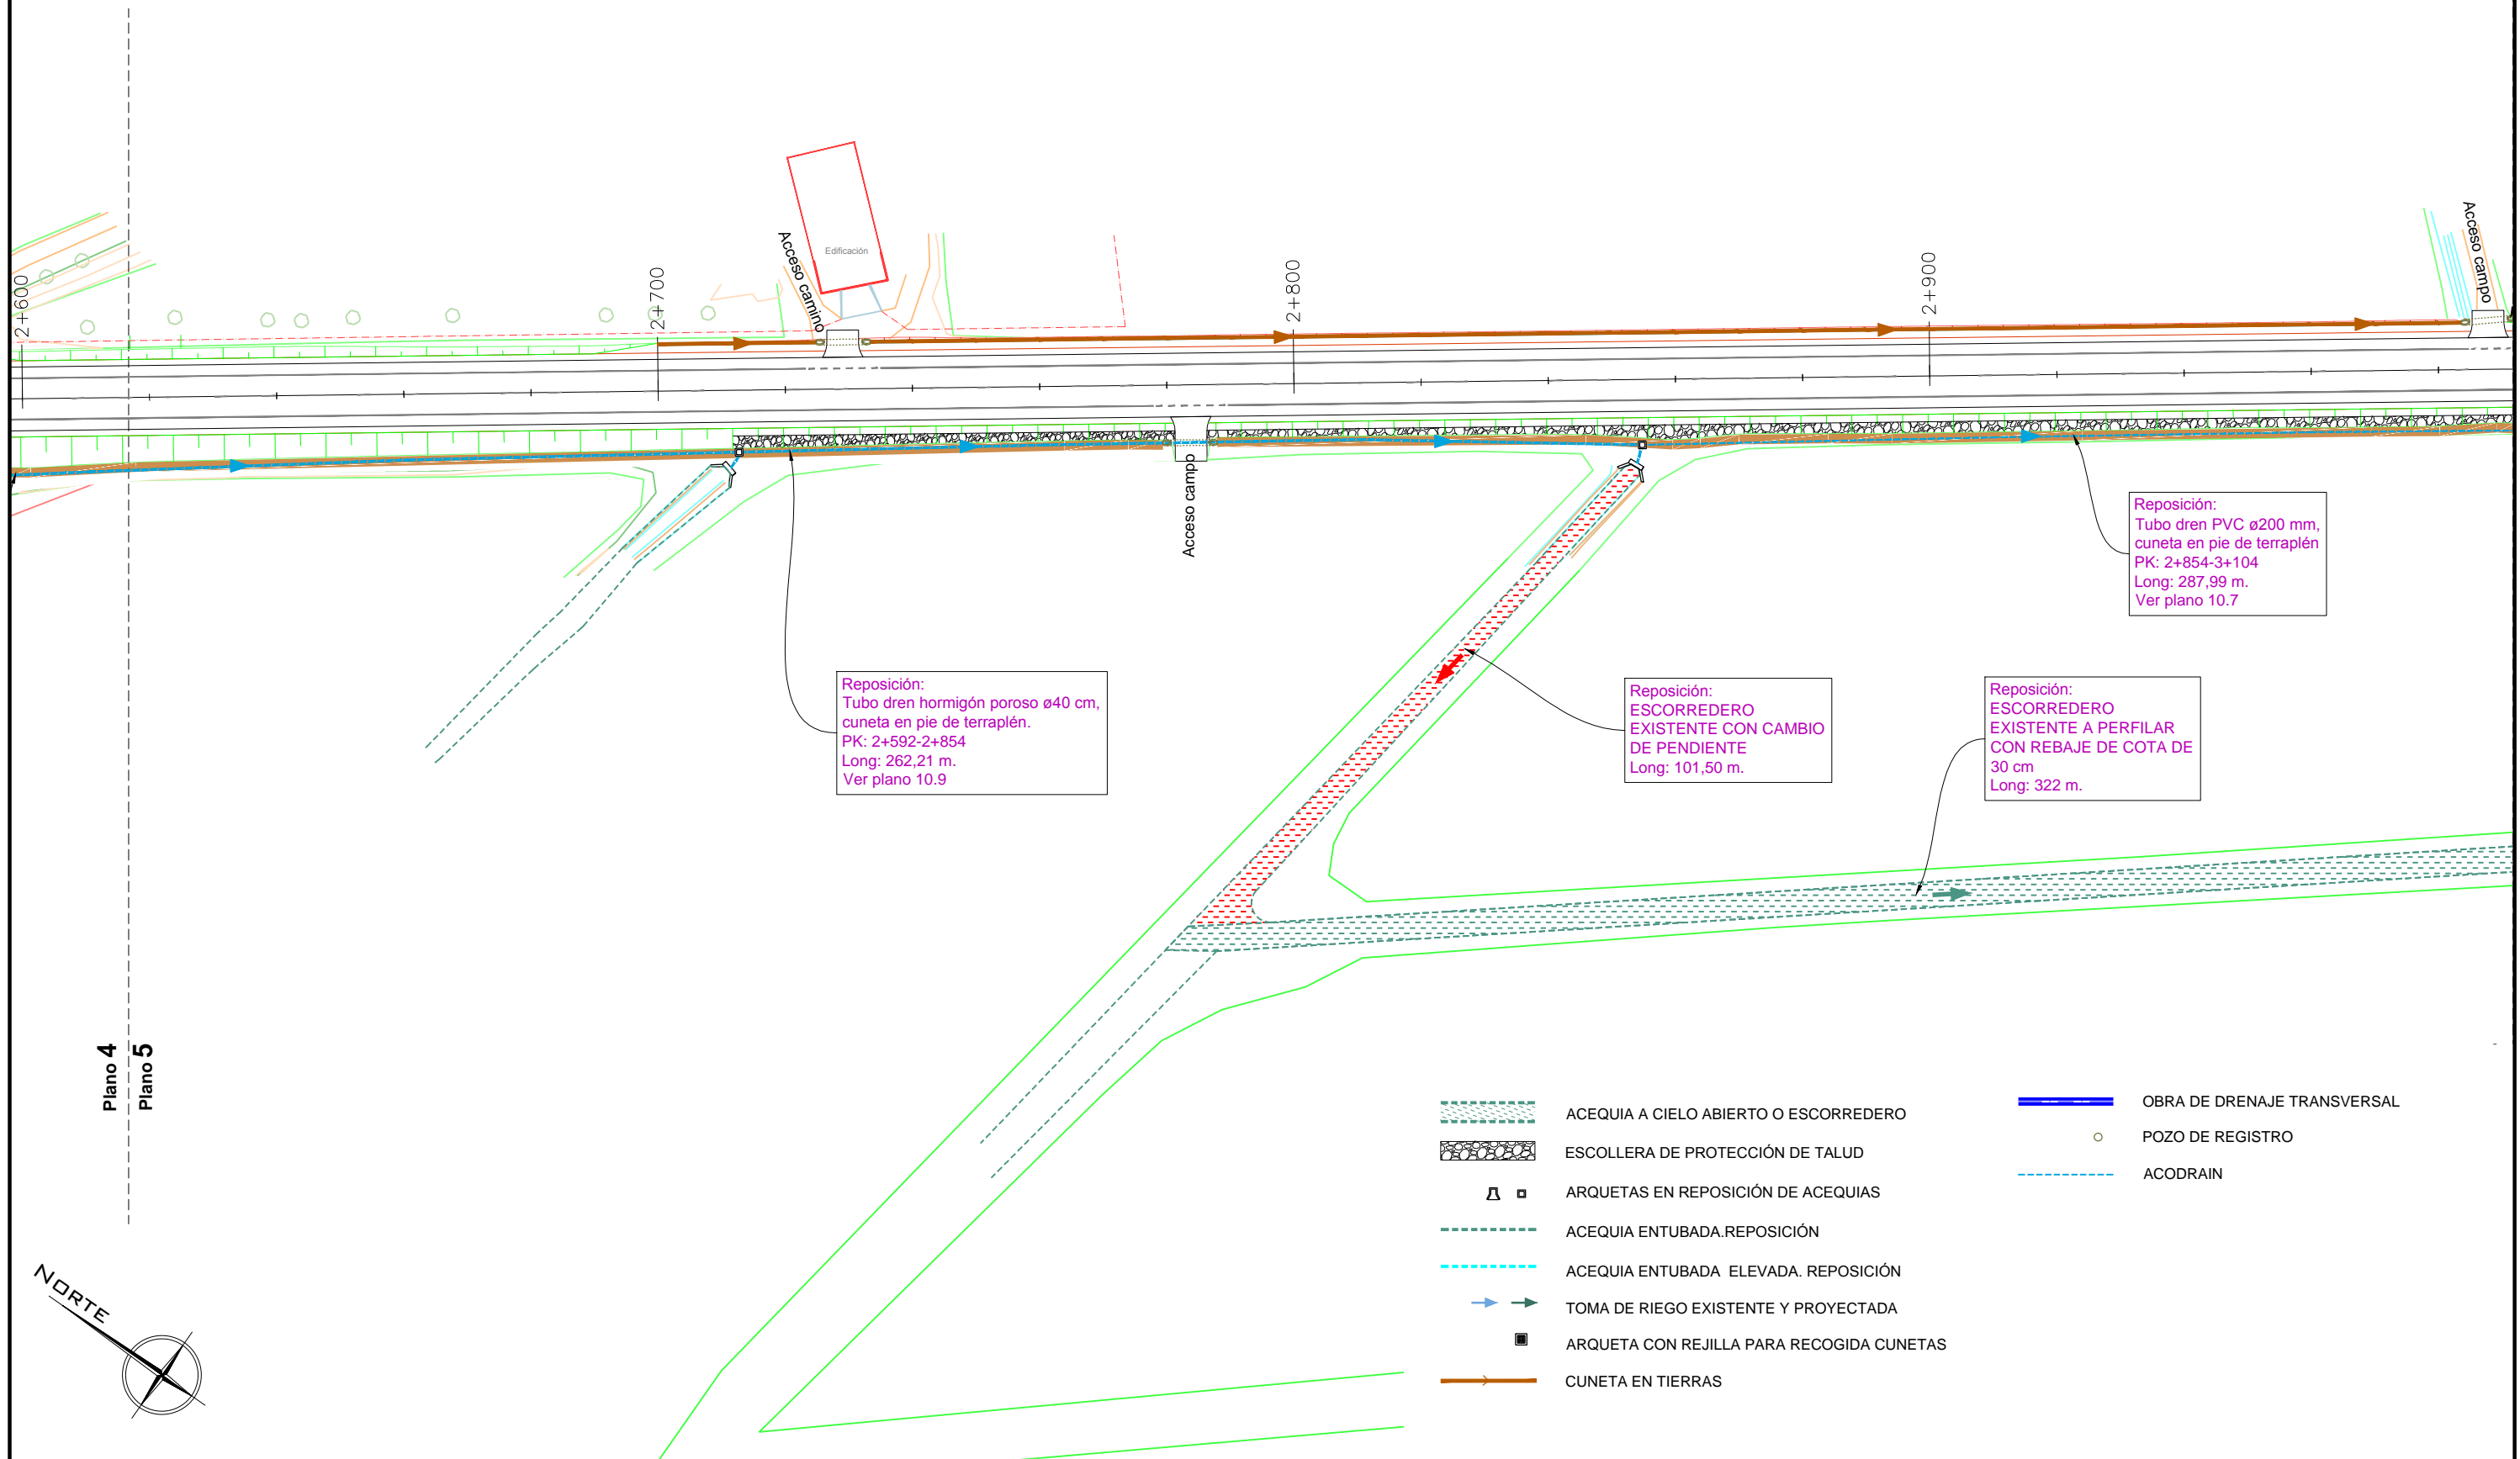 Edificación
Acceso camino
Acceso campo
2+600
2+700
2+800
2+900
Acceso campo
Reposición:
Tubo dren PVC ø200 mm,
cuneta en pie de terraplén
PK: 2+854-3+104
Long: 287,99 m.
Ver plano 10.7
Reposición:
Tubo dren hormigón poroso ø40 cm,
cuneta en pie de terraplén.
PK: 2+592-2+854
Long: 262,21 m.
Ver plano 10.9
Reposición:
ESCORREDERO
EXISTENTE CON CAMBIO
DE PENDIENTE
Long: 101,50 m.
Reposición:
ESCORREDERO
EXISTENTE A PERFILAR
CON REBAJE DE COTA DE
30 cm
Long: 322 m.
Plano 4
Plano 5
NORTE
ACEQUIA A CIELO ABIERTO O ESCORREDERO
ESCOLLERA DE PROTECCIÓN DE TALUD
ARQUETAS EN REPOSICIÓN DE ACEQUIAS
ACEQUIA ENTUBADA.REPOSICIÓN
ACEQUIA ENTUBADA  ELEVADA. REPOSICIÓN
TOMA DE RIEGO EXISTENTE Y PROYECTADA
ARQUETA CON REJILLA PARA RECOGIDA CUNETAS
CUNETA EN TIERRAS
OBRA DE DRENAJE TRANSVERSAL
POZO DE REGISTRO
ACODRAIN